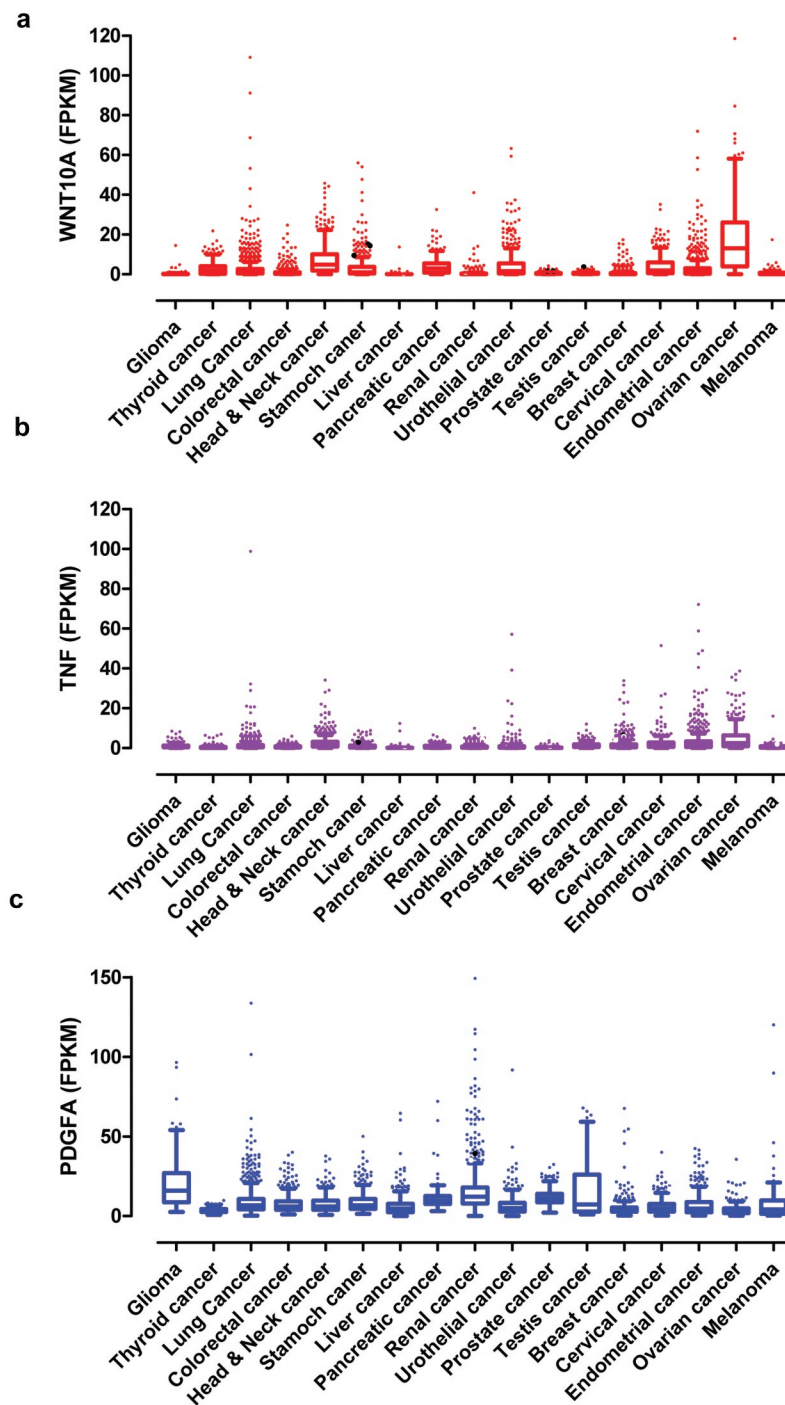 a
WNT10A (FPKM)
120
100
80
60
40
20
0
Glioma
Thyroid cancer
Lung Cancer
Colorectal cancer
Head & Neck cancer
Stamoch caner
Liver cancer
Pancreatic cancer
Renal cancer
Urothelial cancer
Prostate cancer
Testis cancer
Breast cancer
Cervical cancer
Endometrial cancer
Ovarian cancer
Melanoma
b
TNF (FPKM)
120
100
80
60
40
20
0
Glioma
Thyroid cancer
Lung Cancer
Colorectal cancer
Head & Neck cancer
Stamoch caner
Liver cancer
Pancreatic cancer
Renal cancer
Urothelial cancer
Prostate cancer
Testis cancer
Breast cancer
Cervical cancer
Endometrial cancer
Ovarian cancer
Melanoma
c
PDGFA (FPKM)
150
100
50
0
Glioma
Thyroid cancer
Lung Cancer
Colorectal cancer
Head & Neck cancer
Stamoch caner
Liver cancer
Pancreatic cancer
Renal cancer
Urothelial cancer
Prostate cancer
Testis cancer
Breast cancer
Cervical cancer
Endometrial cancer
Ovarian cancer
Melanoma